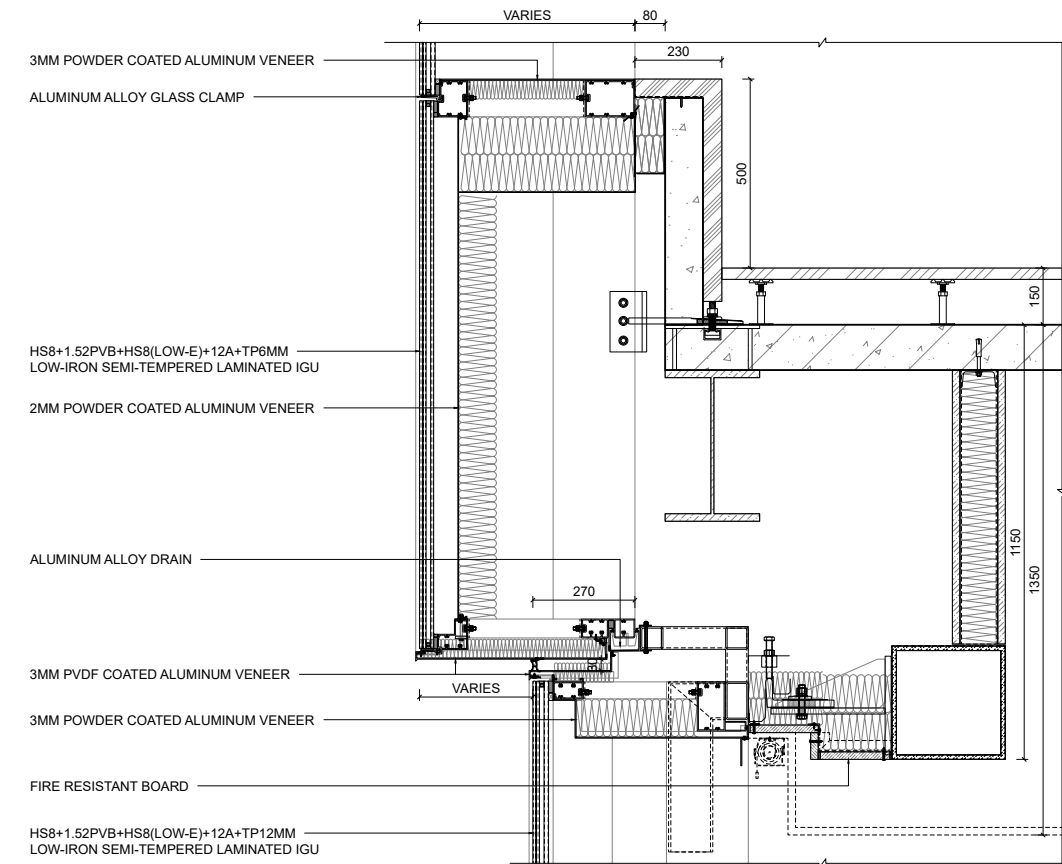 VARIES
80
230
3MM POWDER COATED ALUMINUM VENEER
ALUMINUM ALLOY GLASS CLAMP
500
150
HS8+1.52PVB+HS8(LOW-E)+12A+TP6MM
LOW-IRON SEMI-TEMPERED LAMINATED IGU
2MM POWDER COATED ALUMINUM VENEER
1150
1350
ALUMINUM ALLOY DRAIN
270
3MM PVDF COATED ALUMINUM VENEER
VARIES
3MM POWDER COATED ALUMINUM VENEER
FIRE RESISTANT BOARD
HS8+1.52PVB+HS8(LOW-E)+12A+TP12MM
LOW-IRON SEMI-TEMPERED LAMINATED IGU